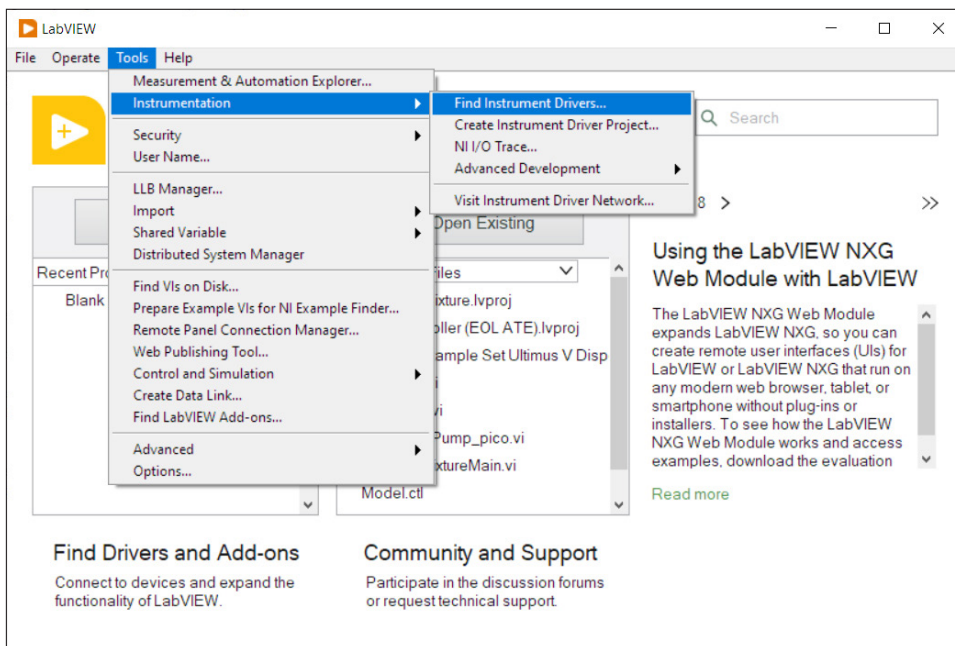 LabVIEW
File Operate Tools Help
Measurement & Automation Explorer...
Instrumentation
Security
User Name...
LLB Manager...
Import
Shared Variable
Distributed System Manager
Find VIs on Disk...
Prepare Example VIs for NI Example Finder...
Remote Panel Connection Manager...
Web Publishing Tool...
Control and Simulation
Create Data Link...
Find LabVIEW Add-ons...
Advanced
Options...
Find Instrument Drivers...
Create Instrument Driver Project...
NI I/O Trace...
Advanced Development
Visit Instrument Driver Network...
Search
8
Open Existing
Recent
Blank
.lvproj
(EOL ATE).lvproj
Set Ultimus V Disp
Pump_pico.vi
Model.ctl
Using the LabVIEW NXG
Web Module with LabVIEW
The LabVIEW NXG Web Module
expands LabVIEW NXG, so you can
create remote user interfaces (UIs) for
LabVIEW or LabVIEW NXG that run on
any modern web browser, tablet, or
smartphone without plug-ins or
installers. To see how the LabVIEW
NXG Web Module works and access
examples, download the evaluation
Read more
Find Drivers and Add-ons
Connect to devices and expand the
functionality of LabVIEW.
Community and Support
Participate in the discussion forums
or request technical support.